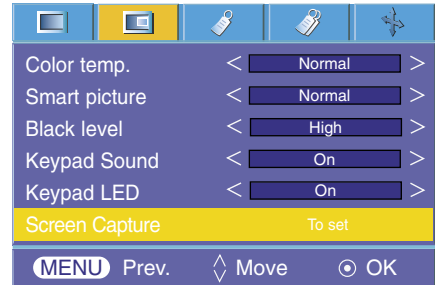 Color temp. < Normal >
Smart picture < Normal >
Black level < High >
Keypad Sound < On >
Keypad LED < On >
Screen Capture To set
MENU Prev. Move OK